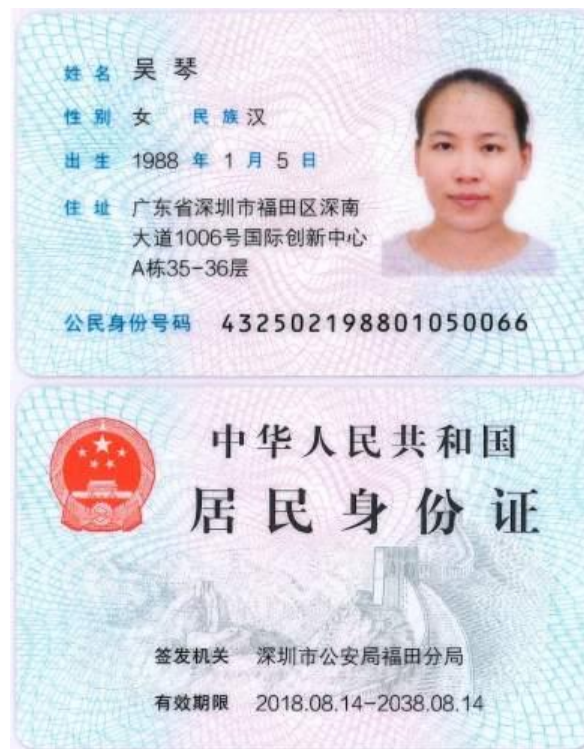 姓名 吴琴
性别 女 民族 汉
出生 1988 年 1 月 5 日
住址 广东省深圳市福田区深南
大道1006号国际创新中心
A栋35-36层
公民身份号码 432502198801050066
中华人民共和国
居民身份证
签发机关 深圳市公安局福田分局
有效期限 2018.08.14-2038.08.14